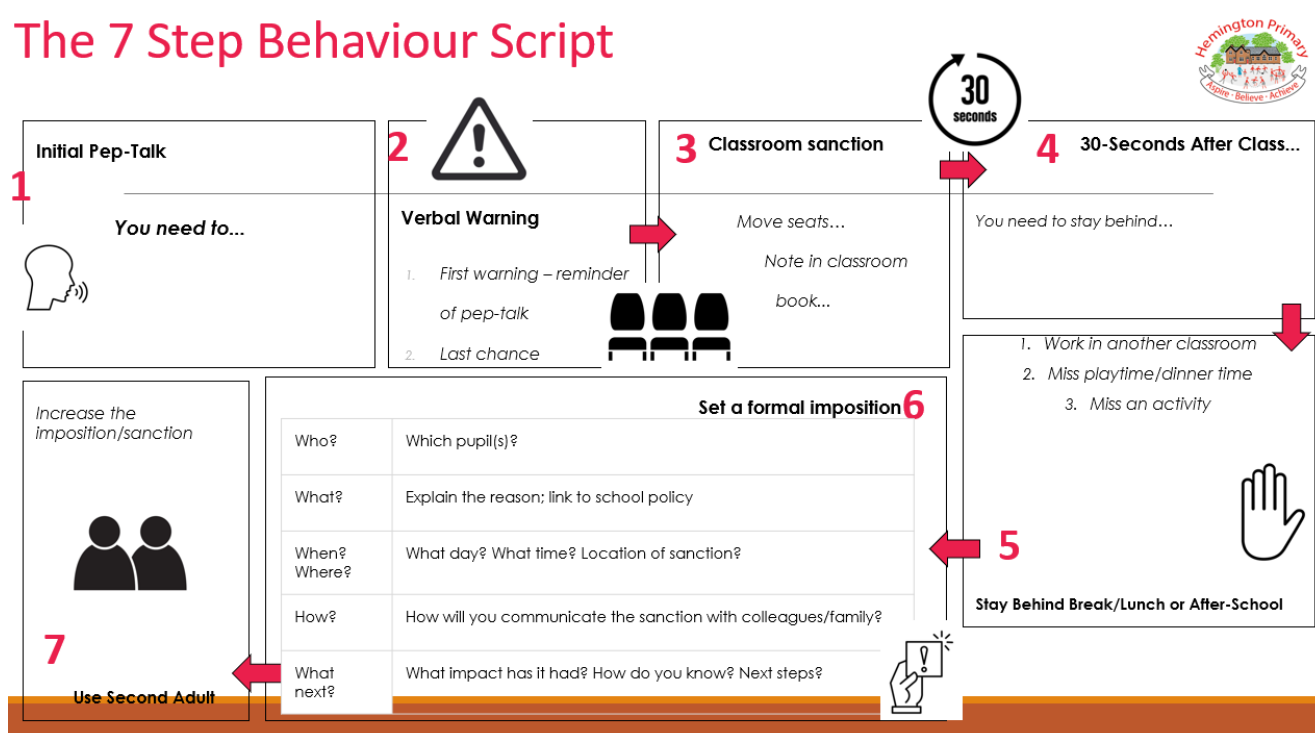 The 7 Step Behaviour Script
Hemington Primary
Aspire - Believe - Achieve
30
seconds
1
Initial Pep-Talk
You need to...
2
Verbal Warning
1. First warning – reminder
of pep-talk
2. Last chance
3
Classroom sanction
Move seats…
Note in classroom
book...
4
30-Seconds After Class...
You need to stay behind…
1. Work in another classroom
2. Miss playtime/dinner time
3. Miss an activity
5
Stay Behind Break/Lunch or After-School
Set a formal imposition
6
Who? Which pupil(s)?
What? Explain the reason; link to school policy
When? What day? What time? Location of sanction?
Where?
How? How will you communicate the sanction with colleagues/family?
What What impact has it had? How do you know? Next steps?
next?
Increase the
imposition/sanction
7
Use Second Adult